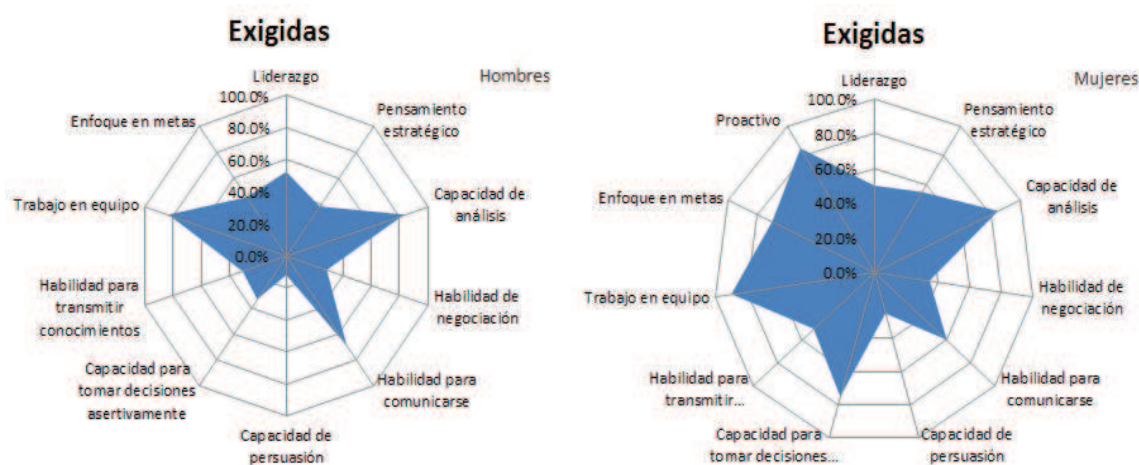 Exigidas
Hombres
Liderazgo
100.0%
80.0%
60.0%
40.0%
20.0%
0.0%
Pensamiento
estratégico
Capacidad de
análisis
Habilidad de
negociación
Habilidad para
comunicarse
Capacidad de
persuasión
Capacidad para
tomar decisiones
asertivamente
Habilidad para
transmitir
conocimientos
Trabajo en equipo
Enfoque en metas
Exigidas
Mujeres
Liderazgo
100.0%
80.0%
60.0%
40.0%
20.0%
0.0%
Pensamiento
estratégico
Capacidad de
análisis
Habilidad de
negociación
Habilidad para
comunicarse
Capacidad de
persuasión
Capacidad para
tomar decisiones...
Habilidad para
transmitir...
Trabajo en equipo
Enfoque en metas
Proactivo